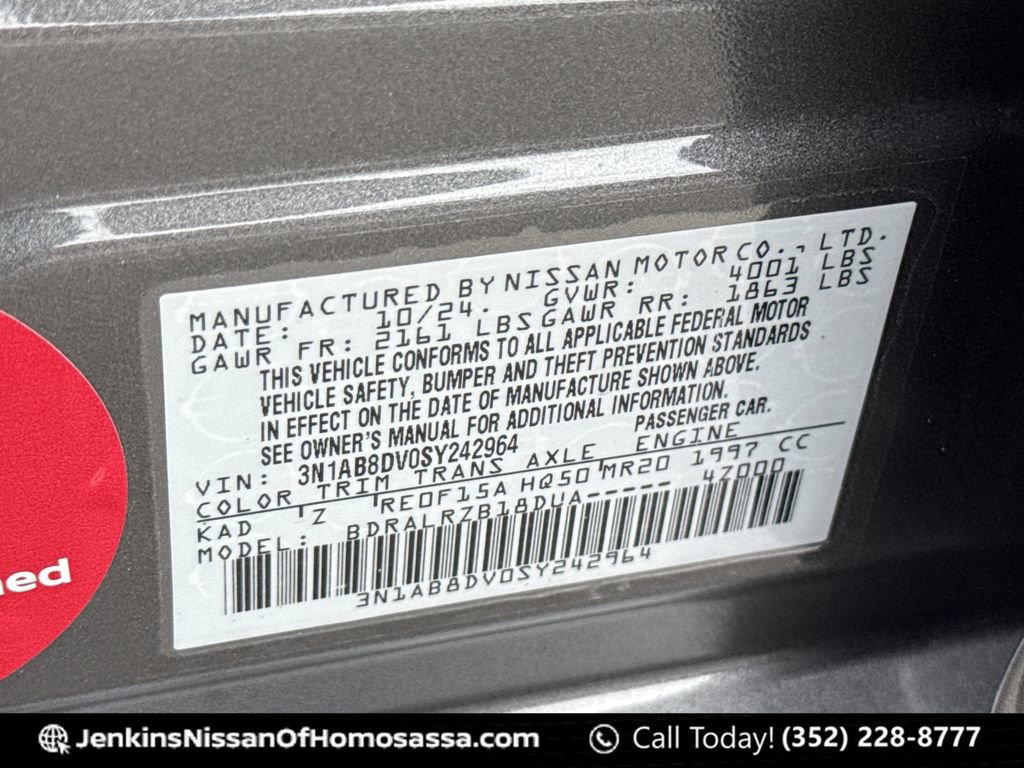 MANUFACTURED BY NISSAN MOTOR CO., LTD.
DATE: 10/24. GVWR: 4001 LBS
GAWR FR: 2161 LBS GAWR RR: 1863 LBS
THIS VEHICLE CONFORMS TO ALL APPLICABLE FEDERAL MOTOR
VEHICLE SAFETY, BUMPER AND THEFT PREVENTION STANDARDS
IN EFFECT ON THE DATE OF MANUFACTURE SHOWN ABOVE.
SEE OWNER'S MANUAL FOR ADDITIONAL INFORMATION.
VIN: 3N1AB8DV0SY242964 PASSENGER CAR.
COLOR TRIM TRANS AXLE ENGINE
KAD Z RE0F15A HQ50 MR20 1997 CC
MODEL: BDRALRZB18DUA----- 4Z000
3N1AB8DV0SY242964
ned
JenkinsNissanOfHomosassa.com
Call Today! (352) 228-8777